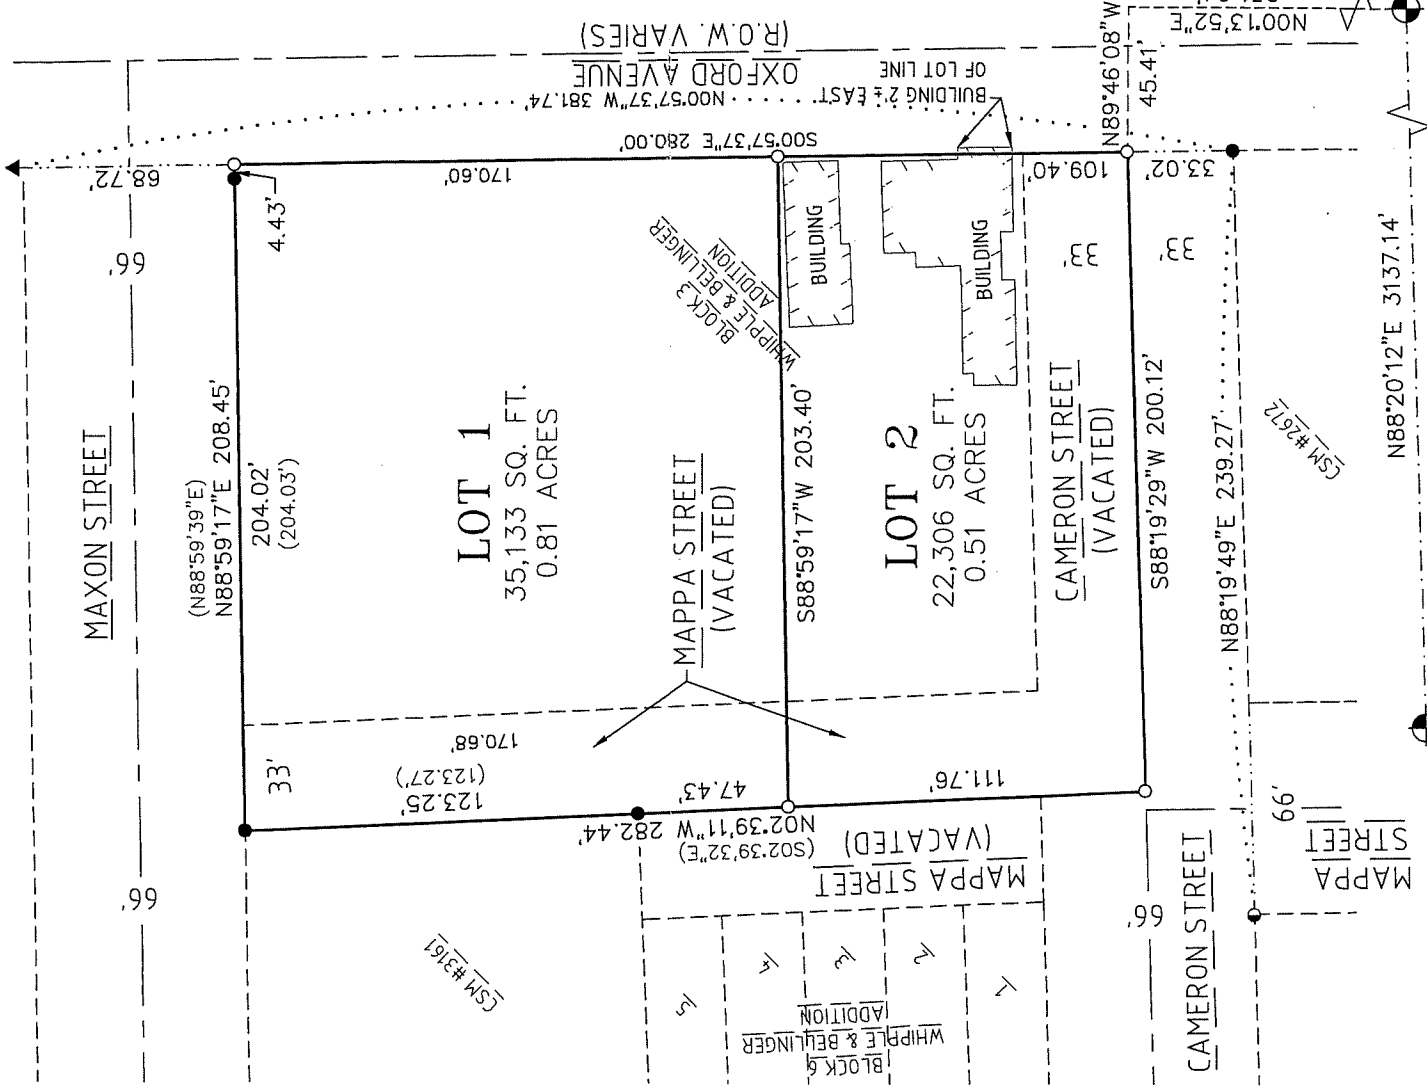 OXFORD AVENUE
(R.O.W. VARIES)
N00°57'37"W 381.74'
S00°57'37"E 280.00'
BUILDING 2'± EAST
OF LOT LINE
N89°46'08"W
45.41'
N00°13'52"E
68.72'
66'
4.43'
170.60'
109.40'
33.02'
33'
33'
MAXON STREET
(N88°59'39"E)
N88°59'17"E 208.45'
204.02'
(204.03')
LOT 1
35,133 SQ. FT.
0.81 ACRES
BLOCK 3
WHIPPLE & BELLINGER
ADDITION
BUILDING
BUILDING
MAPPA STREET
(VACATED)
S88°59'17"W 203.40'
LOT 2
22,306 SQ. FT.
0.51 ACRES
CAMERON STREET
(VACATED)
S88°19'29"W 200.12'
N88°19'49"E 239.27'
CSM #2672
N88°20'12"E 3137.14'
33'
170.68'
(123.27')
123.25'
47.43'
111.76'
N02°39'11"W 282.44'
(S02°39'32"E)
MAPPA STREET
(VACATED)
66'
CSM #3161
15
14
13
12
11
BLOCK 6
WHIPPLE & BELLINGER
ADDITION
66'
CAMERON STREET
66'
MAPPA
STREET